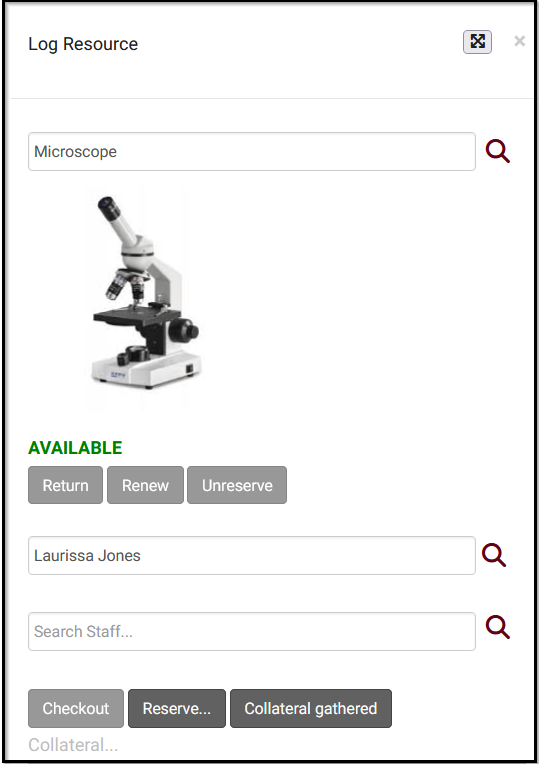 Log Resource
×
Microscope
AVAILABLE
Return Renew Unreserve
Laurissa Jones
Search Staff...
Checkout Reserve... Collateral gathered
Collateral...